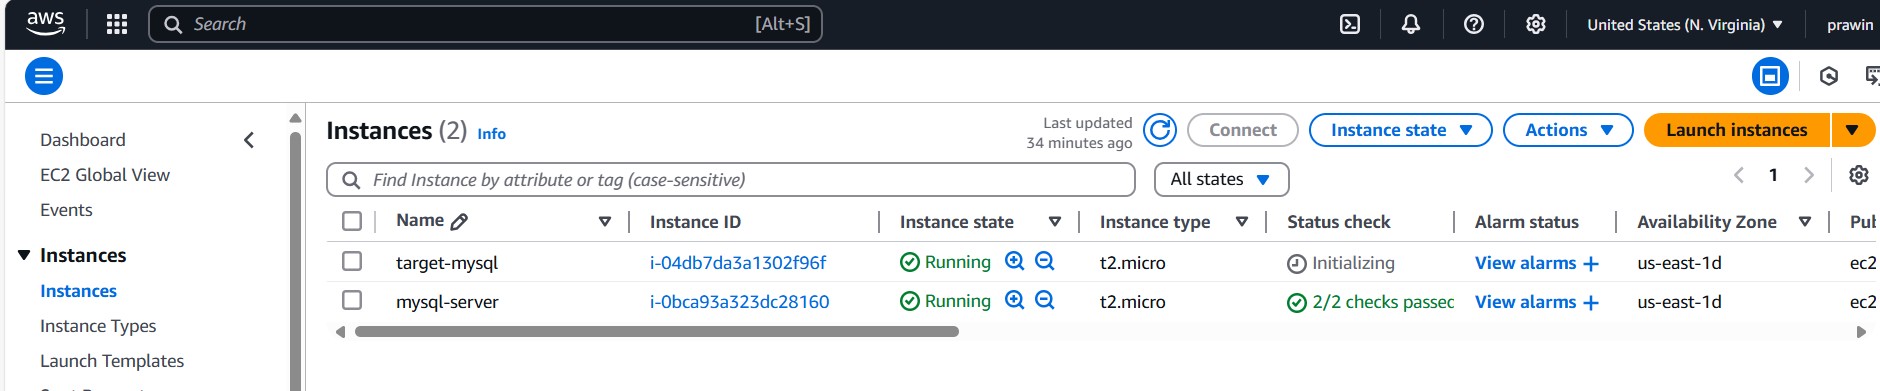 aws
Search [Alt+S]
United States (N. Virginia)
prawin
Dashboard
EC2 Global View
Events
Instances
Instances
Instance Types
Launch Templates
Instances (2) Info
Last updated
34 minutes ago
Connect
Instance state
Actions
Launch instances
Find Instance by attribute or tag (case-sensitive)
All states
1
Name Instance ID Instance state Instance type Status check Alarm status Availability Zone Pub
target-mysql i-04db7da3a1302f96f Running t2.micro Initializing View alarms + us-east-1d ec2
mysql-server i-0bca93a323dc28160 Running t2.micro 2/2 checks passed View alarms + us-east-1d ec2